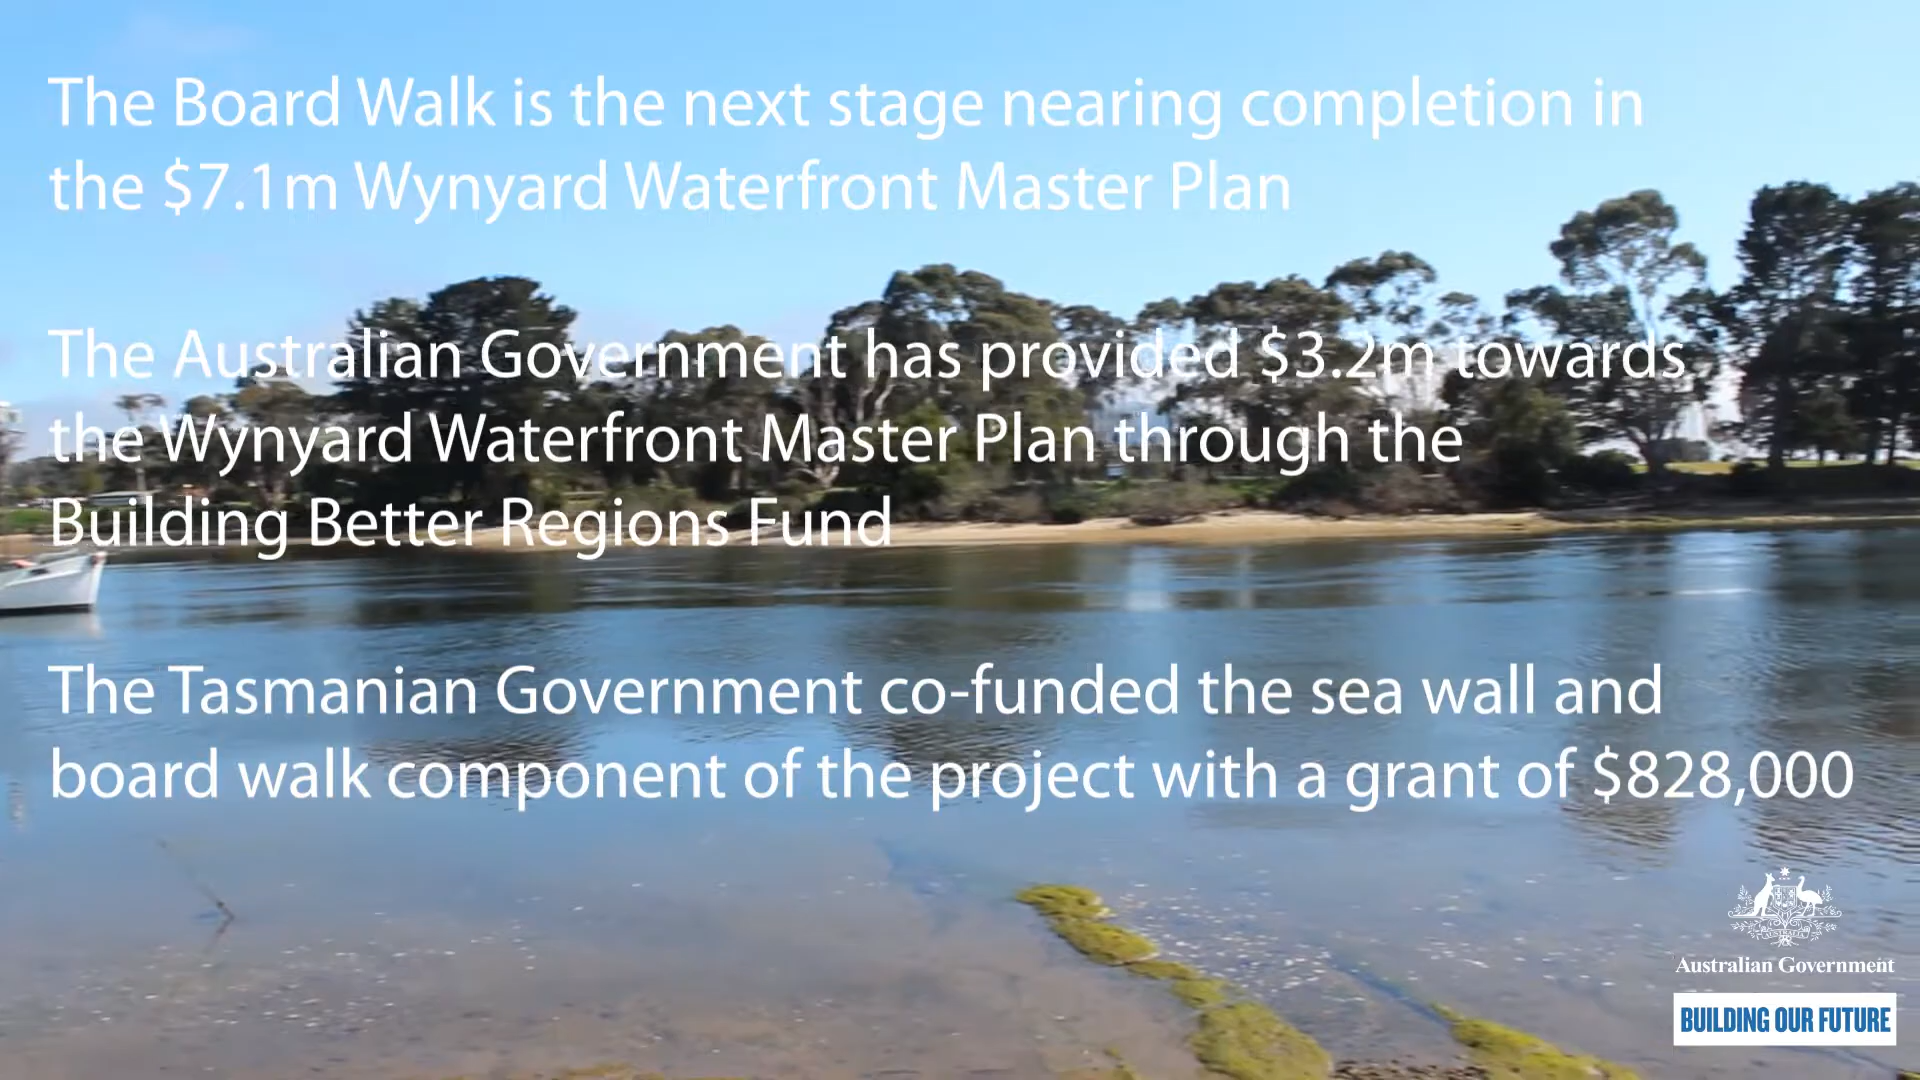 The Board Walk is the next stage nearing completion in
the $7.1m Wynyard Waterfront Master Plan
The Australian Government has provided $3.2m towards
the Wynyard Waterfront Master Plan through the
Building Better Regions Fund
The Tasmanian Government co-funded the sea wall and
board walk component of the project with a grant of $828,000
AUSTRALIA
Australian Government
BUILDING OUR FUTURE